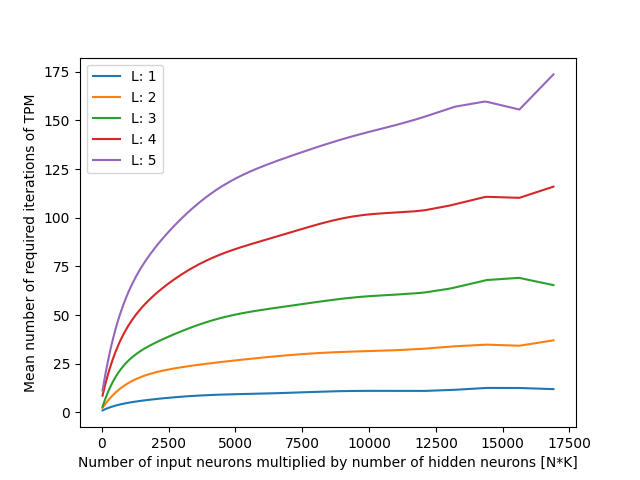 L: 1
L: 2
L: 3
L: 4
L: 5
Mean number of required iterations of TPM
175
150
125
100
75
50
25
0
0 2500 5000 7500 10000 12500 15000 17500
Number of input neurons multiplied by number of hidden neurons [N*K]